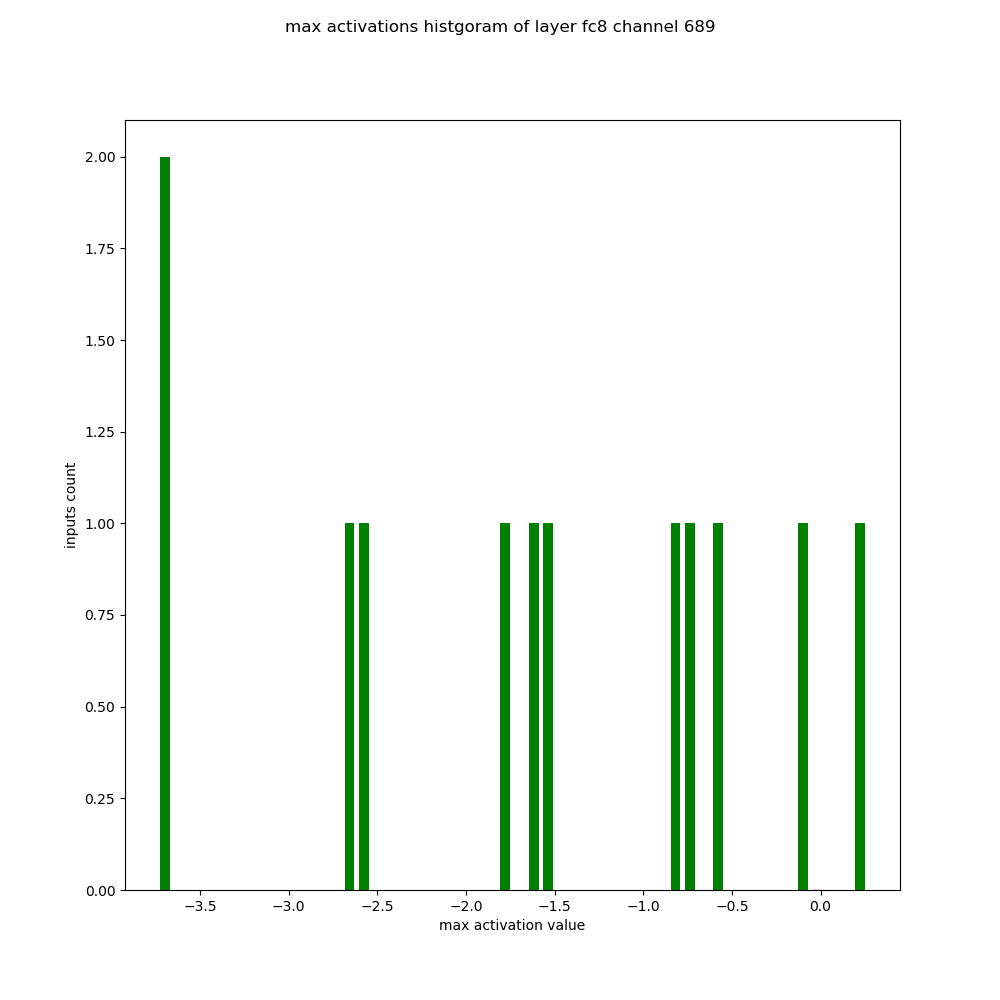 max activations histgoram of layer fc8 channel 689
2.00
1.75
1.50
1.25
1.00
0.75
0.50
0.25
0.00
inputs count
−3.5 −3.0 −2.5 −2.0 −1.5 −1.0 −0.5 0.0
max activation value